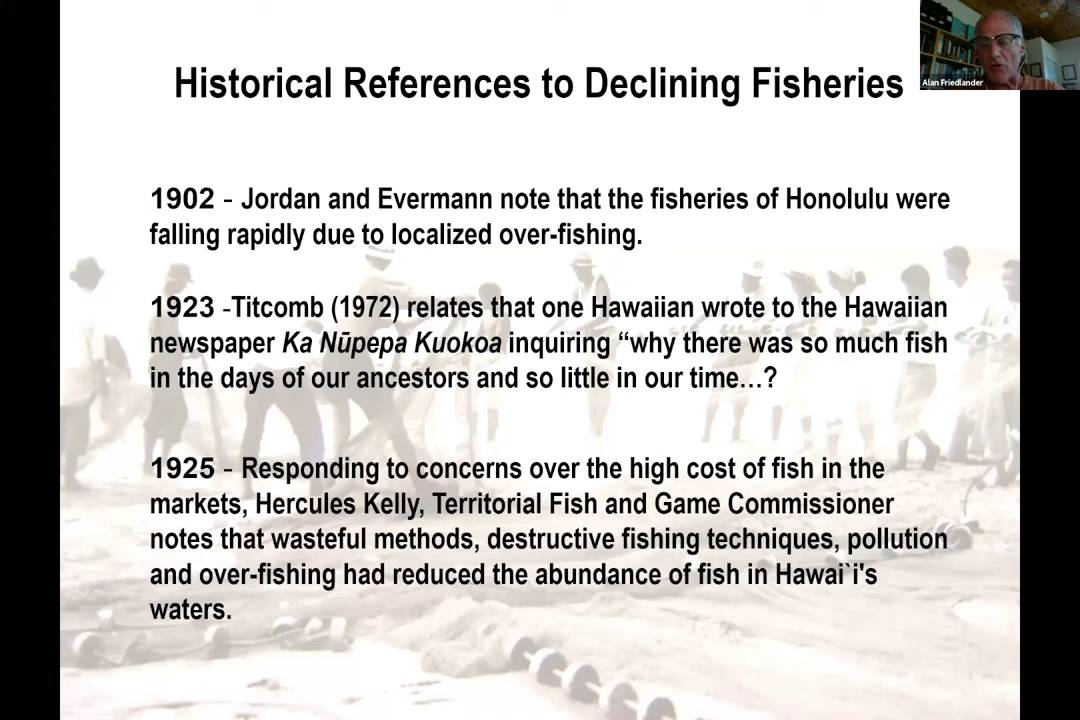 Historical References to Declining Fisheries
Alan Friedlander
1902 - Jordan and Evermann note that the fisheries of Honolulu were
falling rapidly due to localized over-fishing.
1923 -Titcomb (1972) relates that one Hawaiian wrote to the Hawaiian
newspaper Ka Nūpepa Kuokoa inquiring “why there was so much fish
in the days of our ancestors and so little in our time…?
1925 - Responding to concerns over the high cost of fish in the
markets, Hercules Kelly, Territorial Fish and Game Commissioner
notes that wasteful methods, destructive fishing techniques, pollution
and over-fishing had reduced the abundance of fish in Hawai`i's
waters.